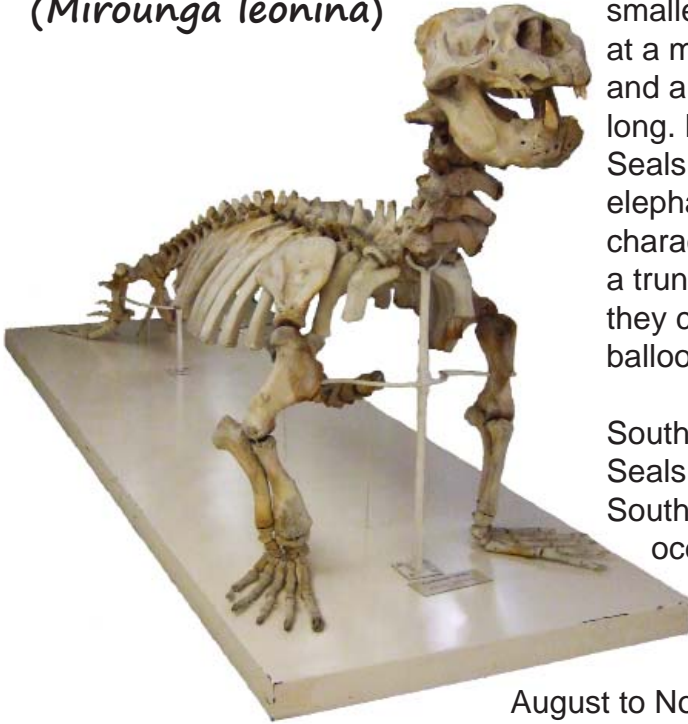 (Mirounga leonina)
smalle
at a m
and a
long.
Seals
elepha
charac
a trun
they c
balloo
South
Seals
South
occ
August to No